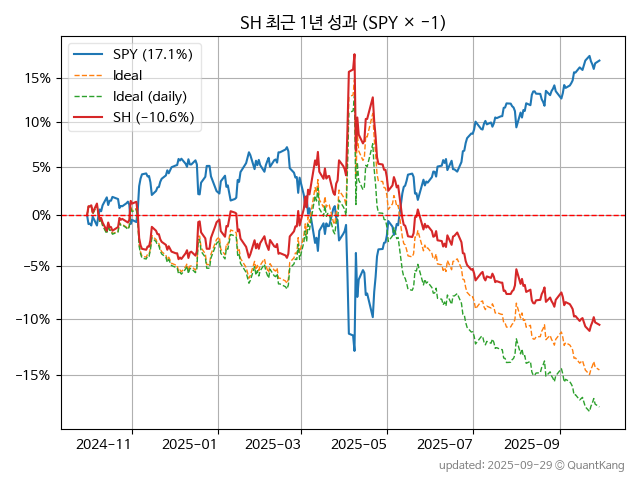 SH 최근 1년 성과 (SPY × −1)
SPY (17.1%)
Ideal
Ideal (daily)
SH (−10.6%)
15%
10%
5%
0%
−5%
−10%
−15%
2024-11 2025-01 2025-03 2025-05 2025-07 2025-09
updated: 2025-09-29 © QuantKang